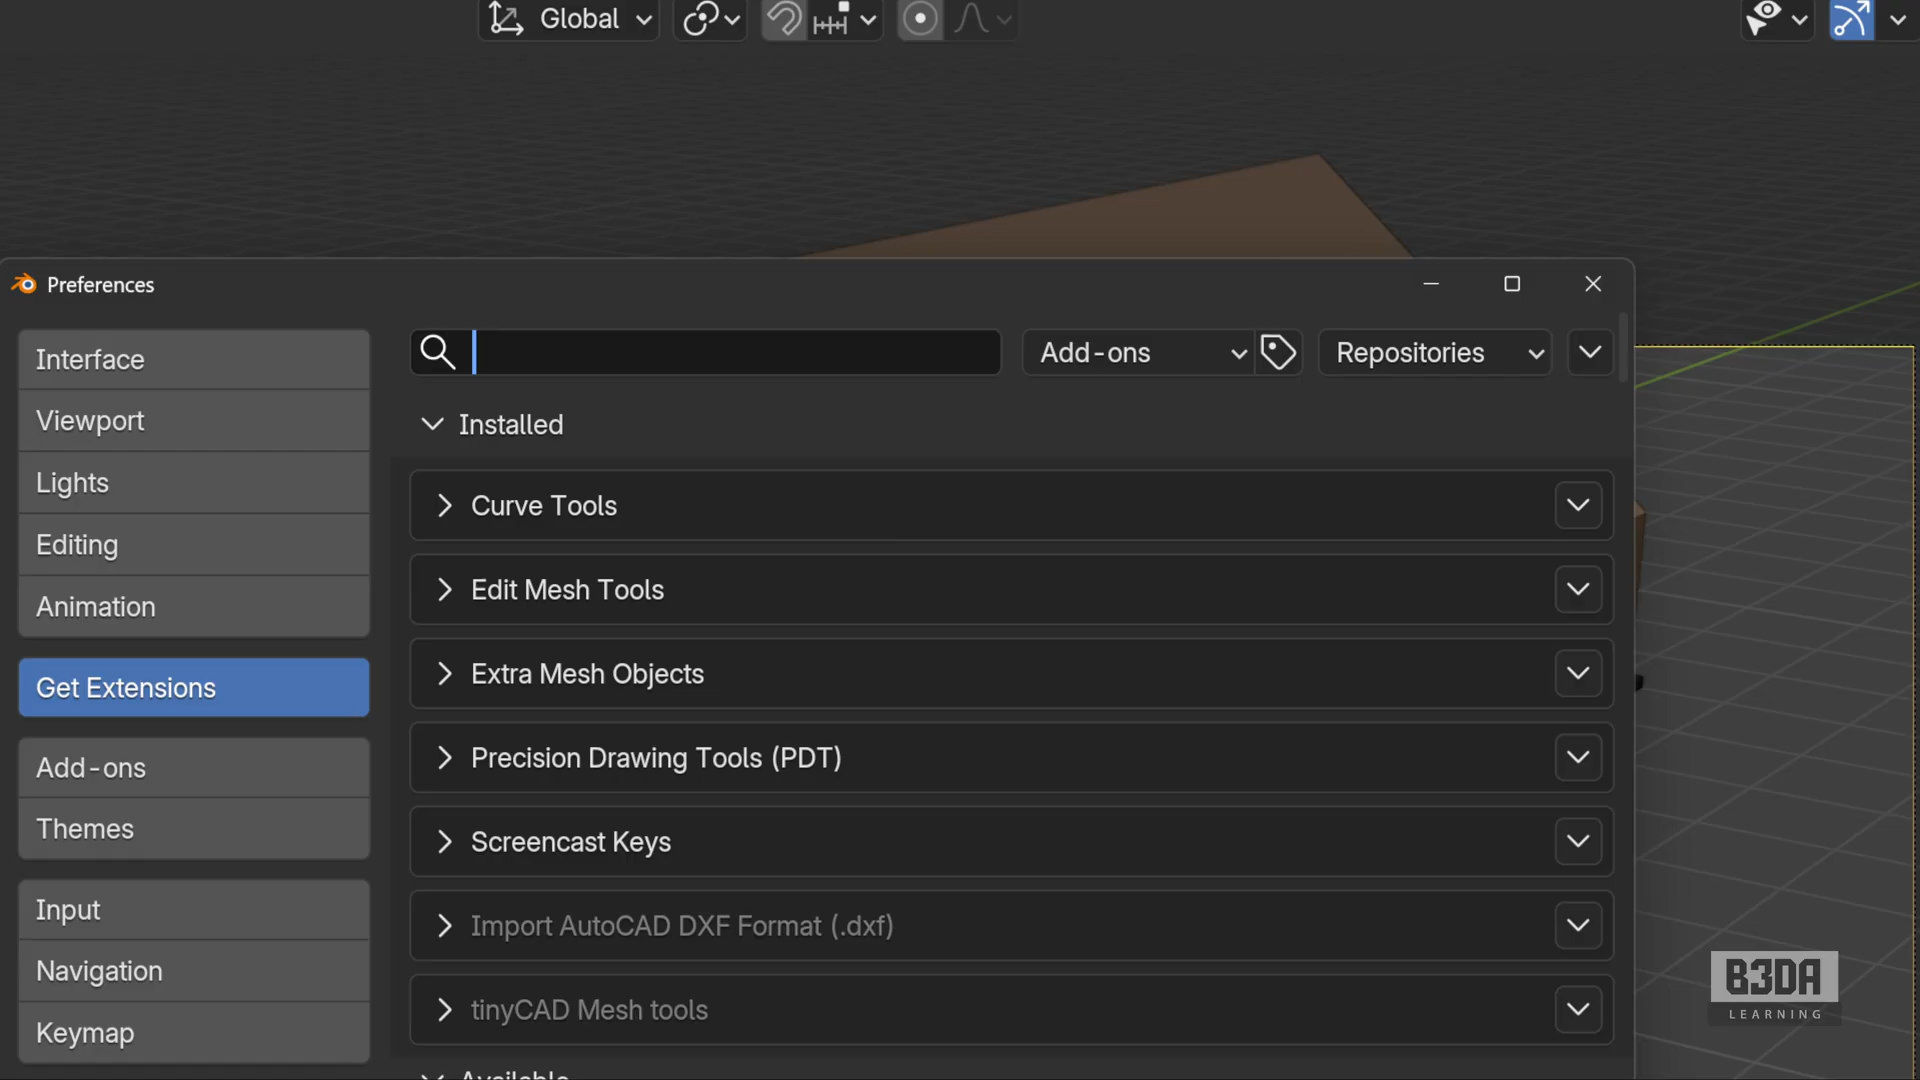 Global
Preferences
Interface
Viewport
Lights
Editing
Animation
Get Extensions
Add-ons
Themes
Input
Navigation
Keymap
Add-ons
Repositories
Installed
Curve Tools
Edit Mesh Tools
Extra Mesh Objects
Precision Drawing Tools (PDT)
Screencast Keys
Import AutoCAD DXF Format (.dxf)
tinyCAD Mesh tools
Available
B3DA
LEARNING